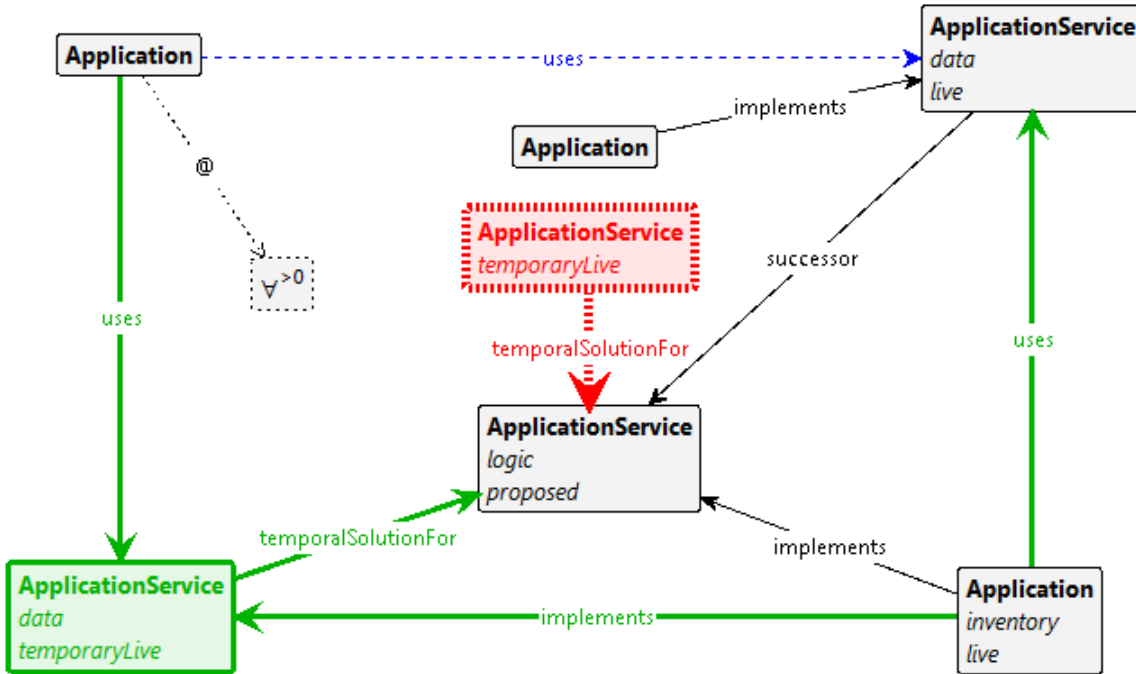 Application
uses
ApplicationService
data
live
implements
Application
@
ApplicationService
temporaryLive
successor
∀>0
uses
temporalSolutionFor
uses
ApplicationService
logic
proposed
temporalSolutionFor
implements
ApplicationService
data
temporaryLive
implements
Application
inventory
live